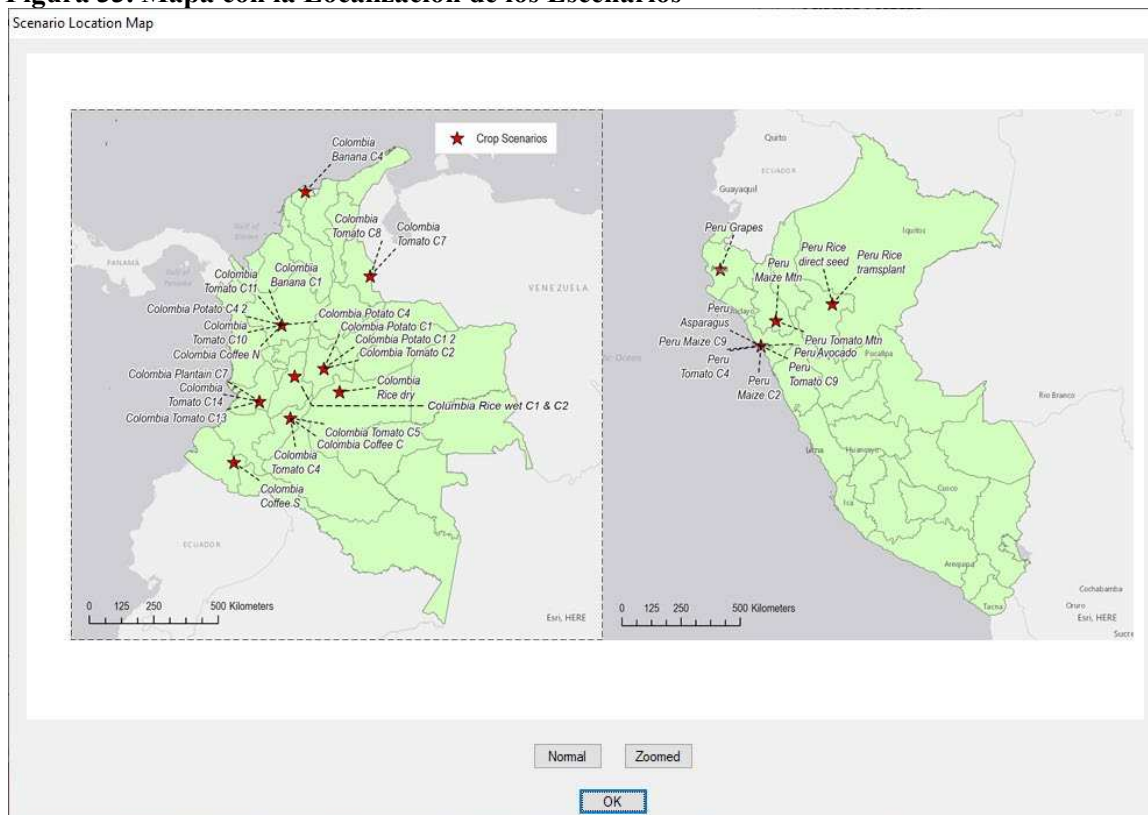 Figura 35. Mapa con la Localización de los Escenarios
Scenario Location Map
Crop Scenarios
Colombia
Banana C4
Colombia
Tomato C8
Colombia
Tomato C7
PANAMA
VENEZUELA
Colombia
Tomato C11
Colombia
Banana C1
Colombia Potato C4 2
Colombia Potato C4
Colombia
Tomato C10
Colombia Potato C1
Colombia Potato C1 2
Colombia Coffee N
Colombia Tomato C2
Colombia Plantain C7
Colombia
Rice dry
Colombia
Tomato C14
Columbia Rice wet C1 & C2
Colombia Tomato C13
Colombia Tomato C5
Colombia Coffee C
Colombia
Tomato C4
Colombia
Coffee S
ECUADOR
0 125 250 500 Kilometers
Esri, HERE
Quito
ECUADOR
Guayaquil
Iquitos
Peru Grapes
Peru
Maize Mtn
Peru Rice
direct seed
Peru Rice
transplant
Peru
Asparagus
Peru Maize C9
Peru Tomato Mtn
Peru Avocado
Pucallpa
Peru
Tomato C4
Peru
Tomato C9
Peru
Maize C2
Rio Branco
Lima
Huancayo
Cusco
Ica
Arequipa
Tacna
Cochabamba
Oruro
0 125 250 500 Kilometers
Esri, HERE
Sucre
Normal
Zoomed
OK